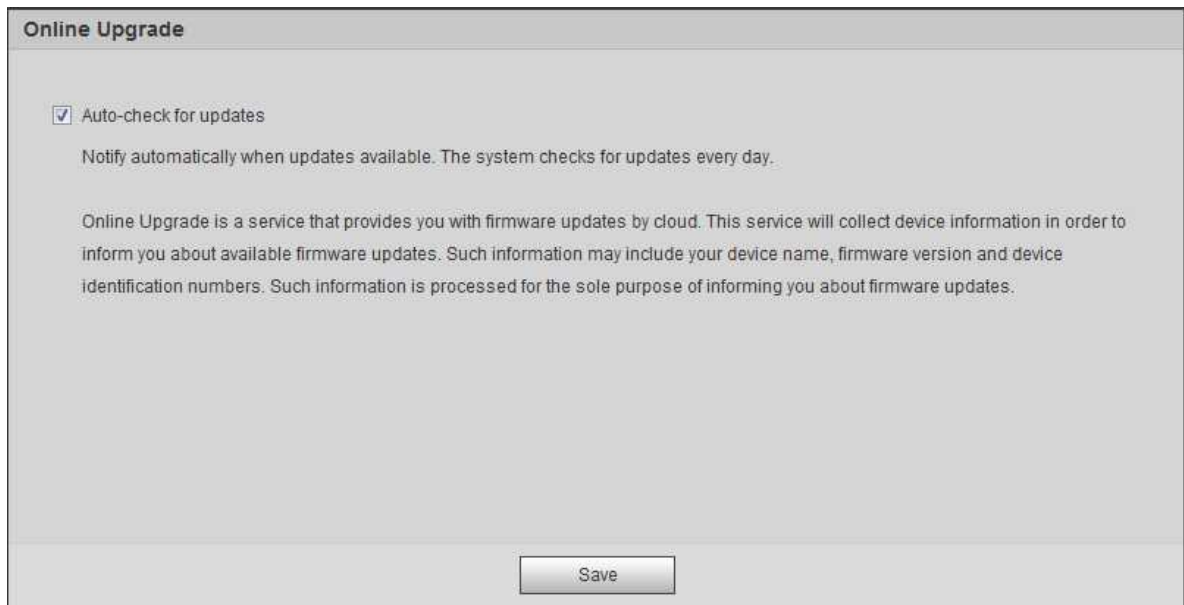 Online Upgrade
Auto-check for updates
Notify automatically when updates available. The system checks for updates every day.
Online Upgrade is a service that provides you with firmware updates by cloud. This service will collect device information in order to
inform you about available firmware updates. Such information may include your device name, firmware version and device
identification numbers. Such information is processed for the sole purpose of informing you about firmware updates.
Save